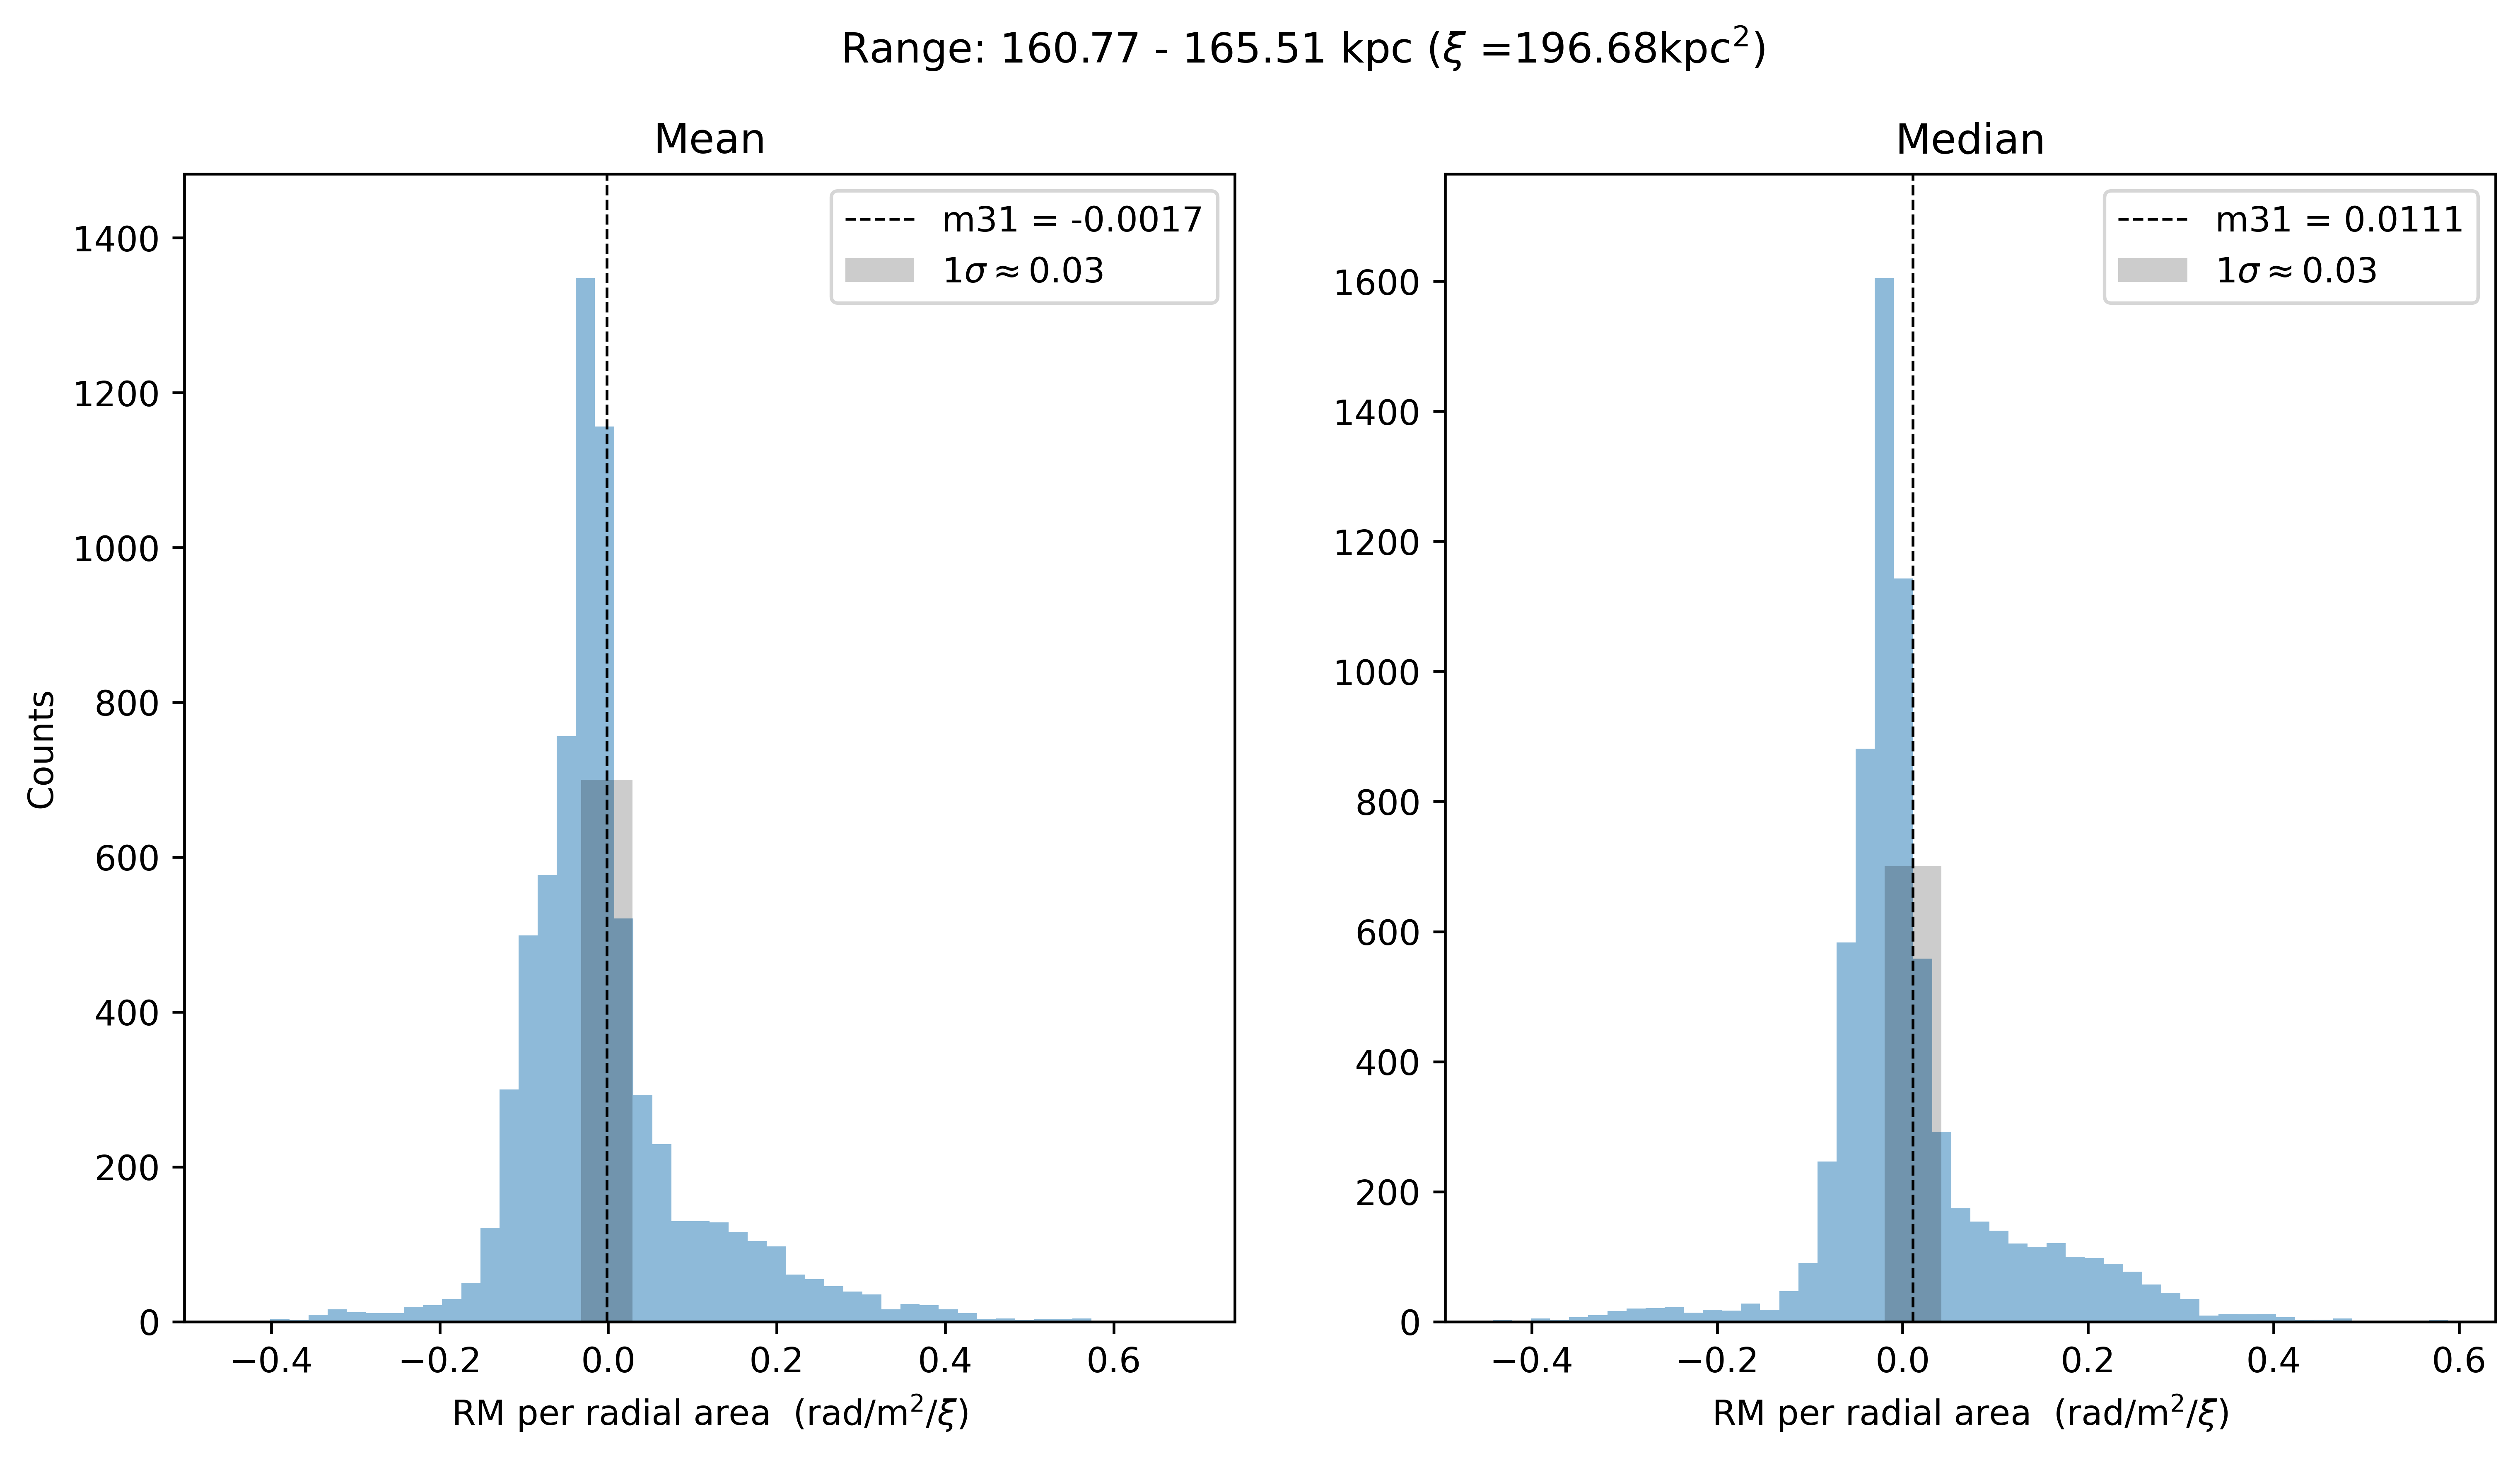 Range: 160.77 - 165.51 kpc (ξ =196.68kpc²)
Mean
m31 = -0.0017
1σ ≈ 0.03
Counts
1400
1200
1000
800
600
400
200
0
−0.4 −0.2 0.0 0.2 0.4 0.6
RM per radial area (rad/m²/ξ)
Median
m31 = 0.0111
1σ ≈ 0.03
1600
1400
1200
1000
800
600
400
200
0
−0.4 −0.2 0.0 0.2 0.4 0.6
RM per radial area (rad/m²/ξ)